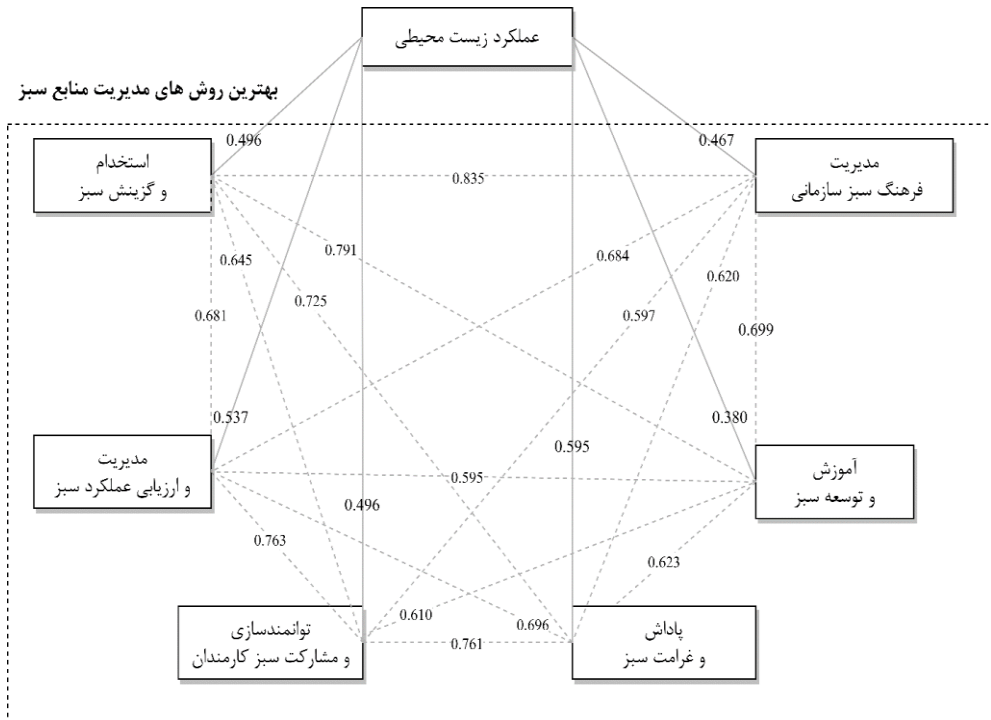 عملکرد زیست محیطی
بهترین روش های مدیریت منابع سبز
0.496
0.467
استخدام
و گزینش سبز
مدیریت
فرهنگ سبز سازمانی
0.835
0.791
0.684
0.645
0.620
0.725
0.597
0.681
0.699
0.537
0.380
0.595
مدیریت
و ارزیابی عملکرد سبز
آموزش
و توسعه سبز
0.595
0.496
0.763
0.623
0.610
0.696
0.761
توانمندسازی
و مشارکت سبز کارمندان
پاداش
و غرامت سبز